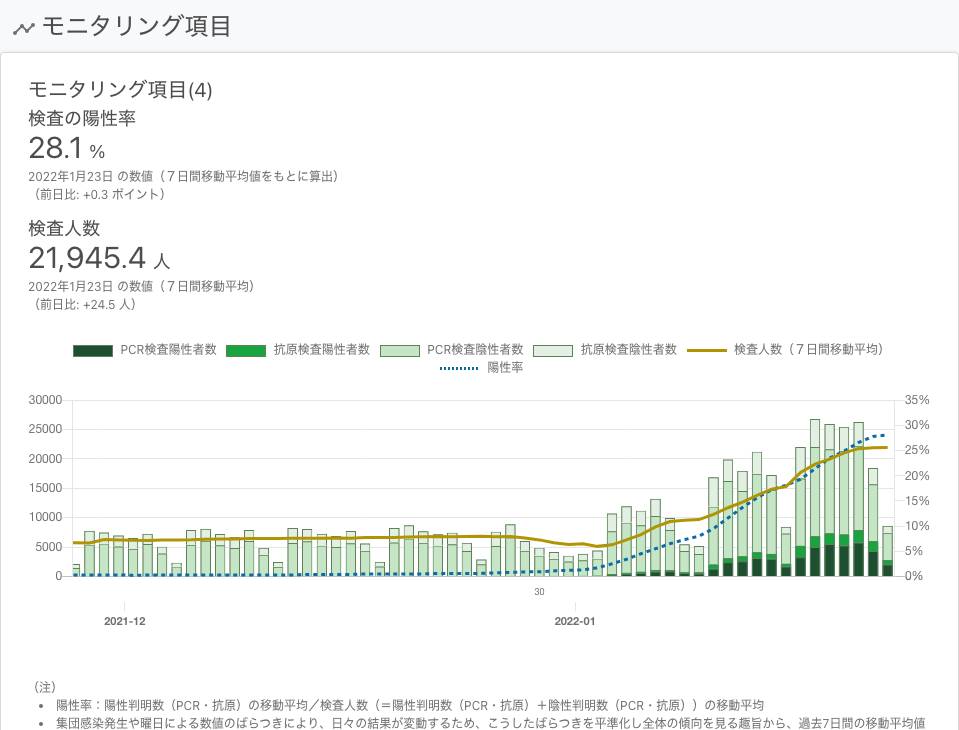 モニタリング項目
モニタリング項目(4)
検査の陽性率
28.1 %
2022年1月23日 の数値（７日間移動平均値をもとに算出）
（前日比: +0.3 ポイント）
検査人数
21,945.4 人
2022年1月23日 の数値（７日間移動平均）
（前日比: +24.5 人）
PCR検査陽性者数 抗原検査陽性者数 PCR検査陰性者数 抗原検査陰性者数 検査人数（７日間移動平均）
陽性率
30000 35%
25000 30%
20000 25%
15000 20%
10000 15%
5000 10%
0 5%
0%
30
2021-12 2022-01
（注）
• 陽性率：陽性判明数（PCR・抗原）の移動平均／検査人数（＝陽性判明数（PCR・抗原）＋陰性判明数（PCR・抗原））の移動平均
• 集団感染発生や曜日による数値のばらつきにより、日々の結果が変動するため、こうしたばらつきを平準化し全体の傾向を見る趣旨から、過去7日間の移動平均値